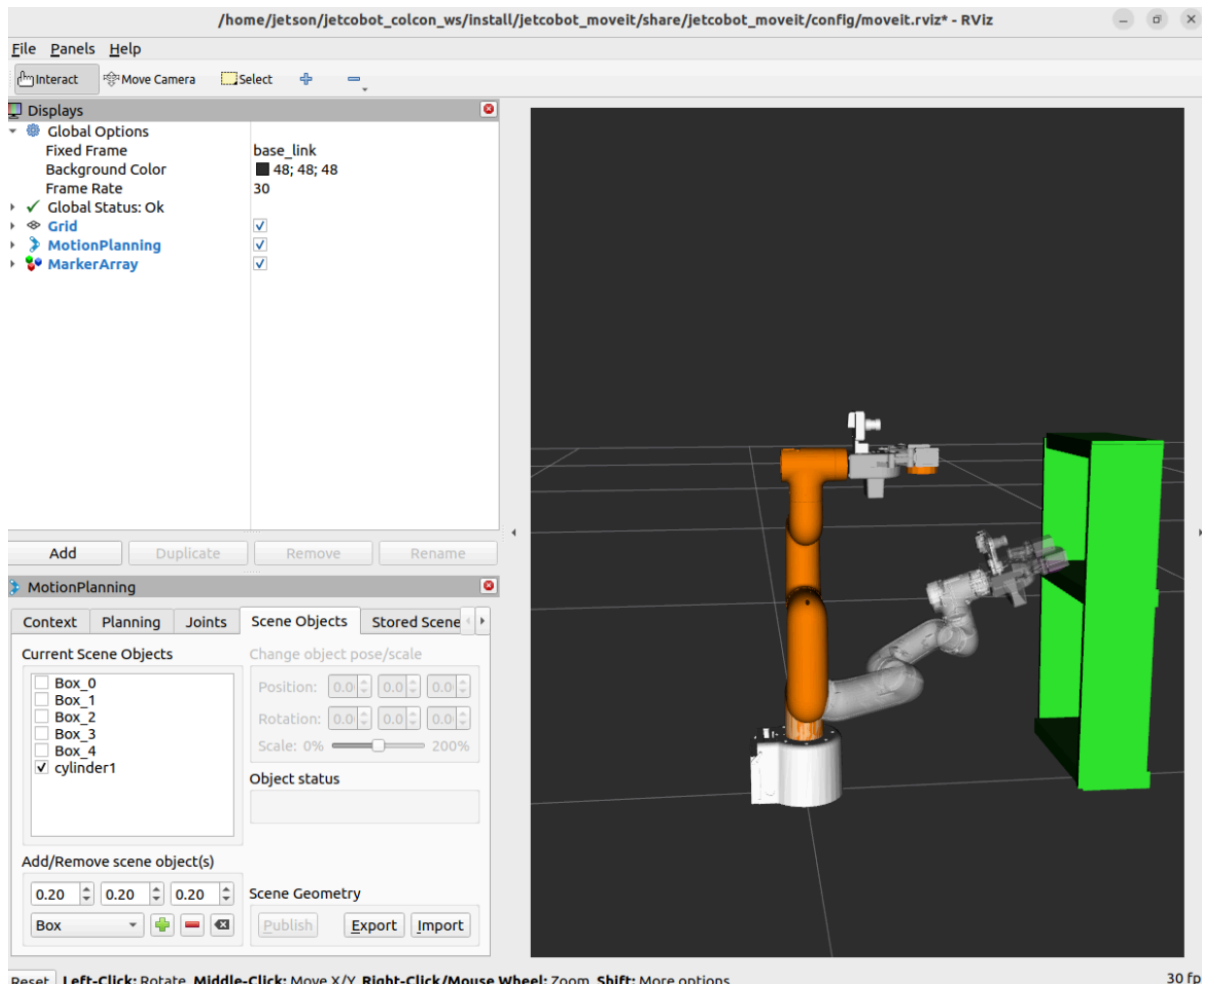 /home/jetson/jetcobot_colcon_ws/install/jetcobot_moveit/share/jetcobot_moveit/config/moveit.rviz* - RViz
File Panels Help
Interact Move Camera Select
Displays
Global Options
Fixed Frame base_link
Background Color 48; 48; 48
Frame Rate 30
Global Status: Ok
Grid
MotionPlanning
MarkerArray
Add Duplicate Remove Rename
MotionPlanning
Context Planning Joints Scene Objects Stored Scene
Current Scene Objects Change object pose/scale
Box_0
Box_1
Box_2
Box_3
Box_4
cylinder1
Position: 0.0 0.0 0.0
Rotation: 0.0 0.0 0.0
Scale: 0% 200%
Object status
Add/Remove scene object(s)
0.20 0.20 0.20
Box
Scene Geometry
Publish Export Import
Reset Left-Click: Rotate. Middle-Click: Move X/Y. Right-Click/Mouse Wheel: Zoom. Shift: More options. 30 fp